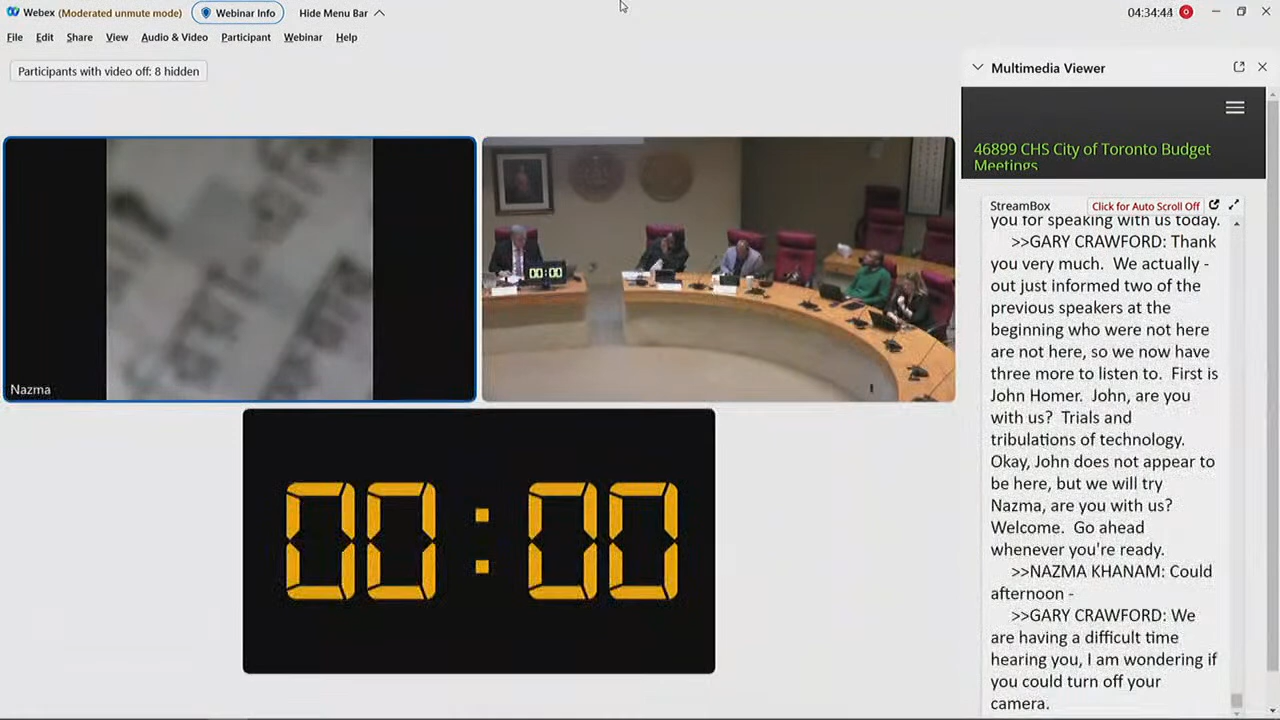 Webex (Moderated unmute mode) Webinar Info Hide Menu Bar 04:34:44
File Edit Share View Audio & Video Participant Webinar Help
Participants with video off: 8 hidden
Nazma
00:00
00:00
Multimedia Viewer
46899 CHS City of Toronto Budget
Meetings
StreamBox Click for Auto Scroll Off
you for speaking with us today.
>>GARY CRAWFORD: Thank
you very much. We actually -
out just informed two of the
previous speakers at the
beginning who were not here
are not here, so we now have
three more to listen to. First is
John Homer. John, are you
with us? Trials and
tribulations of technology.
Okay, John does not appear to
be here, but we will try
Nazma, are you with us?
Welcome. Go ahead
whenever you're ready.
>>NAZMA KHANAM: Could
afternoon -
>>GARY CRAWFORD: We
are having a difficult time
hearing you, I am wondering if
you could turn off your
camera.